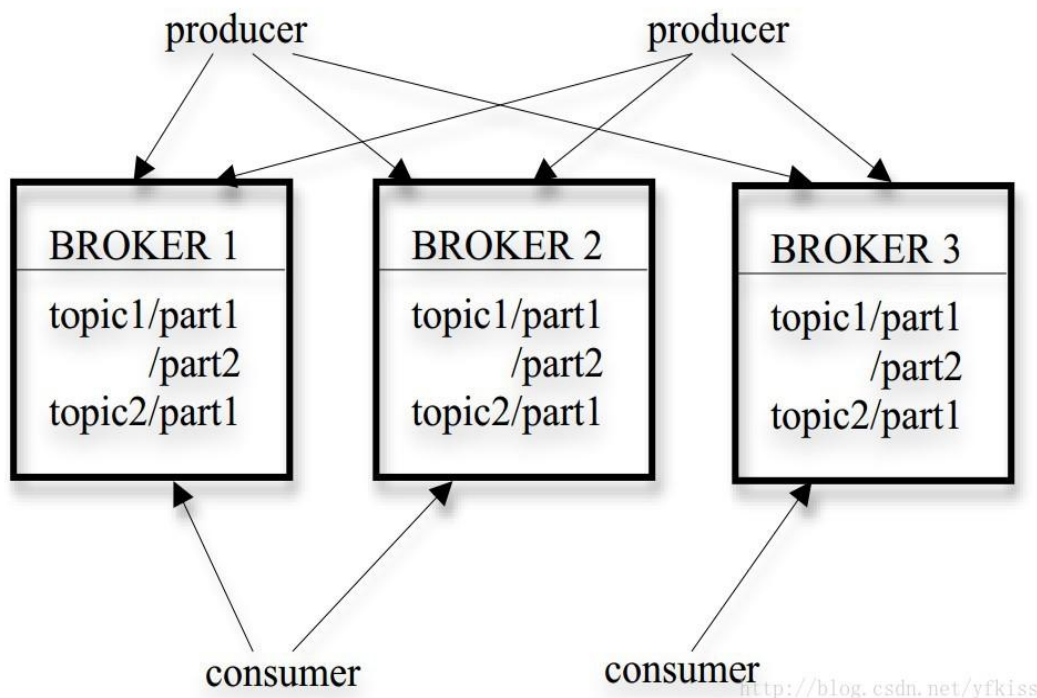 producer
producer
BROKER 1
topic1/part1
/part2
topic2/part1
BROKER 2
topic1/part1
/part2
topic2/part1
BROKER 3
topic1/part1
/part2
topic2/part1
consumer
consumer
http://blog.csdn.net/yfkiss